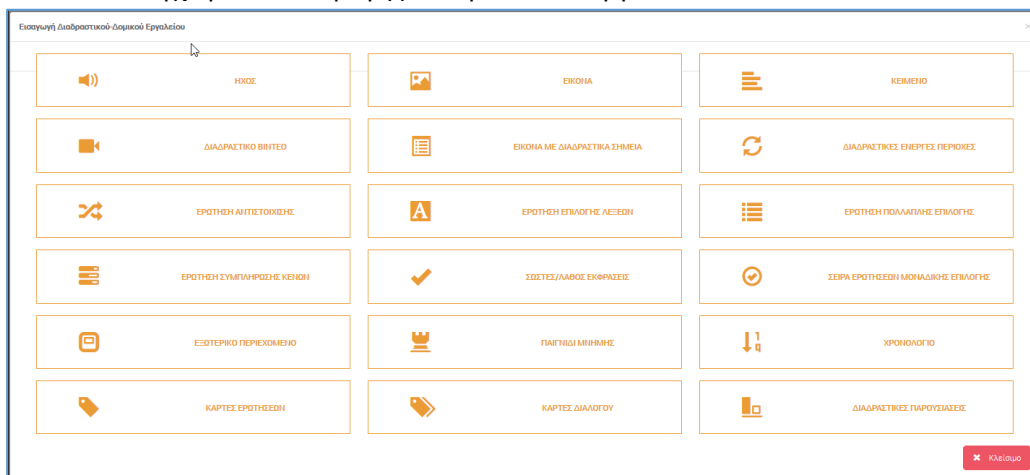 Εισαγωγή Διαδραστικού-Δομικού Εργαλείου
×
ΗΧΟΣ
ΕΙΚΟΝΑ
ΚΕΙΜΕΝΟ
ΔΙΑΔΡΑΣΤΙΚΟ ΒΙΝΤΕΟ
ΕΙΚΟΝΑ ΜΕ ΔΙΑΔΡΑΣΤΙΚΑ ΣΗΜΕΙΑ
ΔΙΑΔΡΑΣΤΙΚΕΣ ΕΝΕΡΓΕΣ ΠΕΡΙΟΧΕΣ
ΕΡΩΤΗΣΗ ΑΝΤΙΣΤΟΙΧΙΣΗΣ
ΕΡΩΤΗΣΗ ΕΠΙΛΟΓΗΣ ΛΕΞΕΩΝ
ΕΡΩΤΗΣΗ ΠΟΛΛΑΠΛΗΣ ΕΠΙΛΟΓΗΣ
ΕΡΩΤΗΣΗ ΣΥΜΠΛΗΡΩΣΗΣ ΚΕΝΩΝ
ΣΩΣΤΕΣ/ΛΑΘΟΣ ΕΚΦΡΑΣΕΙΣ
ΣΕΙΡΑ ΕΡΩΤΗΣΕΩΝ ΜΟΝΑΔΙΚΗΣ ΕΠΙΛΟΓΗΣ
ΕΞΩΤΕΡΙΚΟ ΠΕΡΙΕΧΟΜΕΝΟ
ΠΑΙΓΝΙΔΙ ΜΝΗΜΗΣ
ΧΡΟΝΟΛΟΓΙΟ
ΚΑΡΤΕΣ ΕΡΩΤΗΣΕΩΝ
ΚΑΡΤΕΣ ΔΙΑΛΟΓΟΥ
ΔΙΑΔΡΑΣΤΙΚΕΣ ΠΑΡΟΥΣΙΑΣΕΙΣ
✖ Κλείσιμο